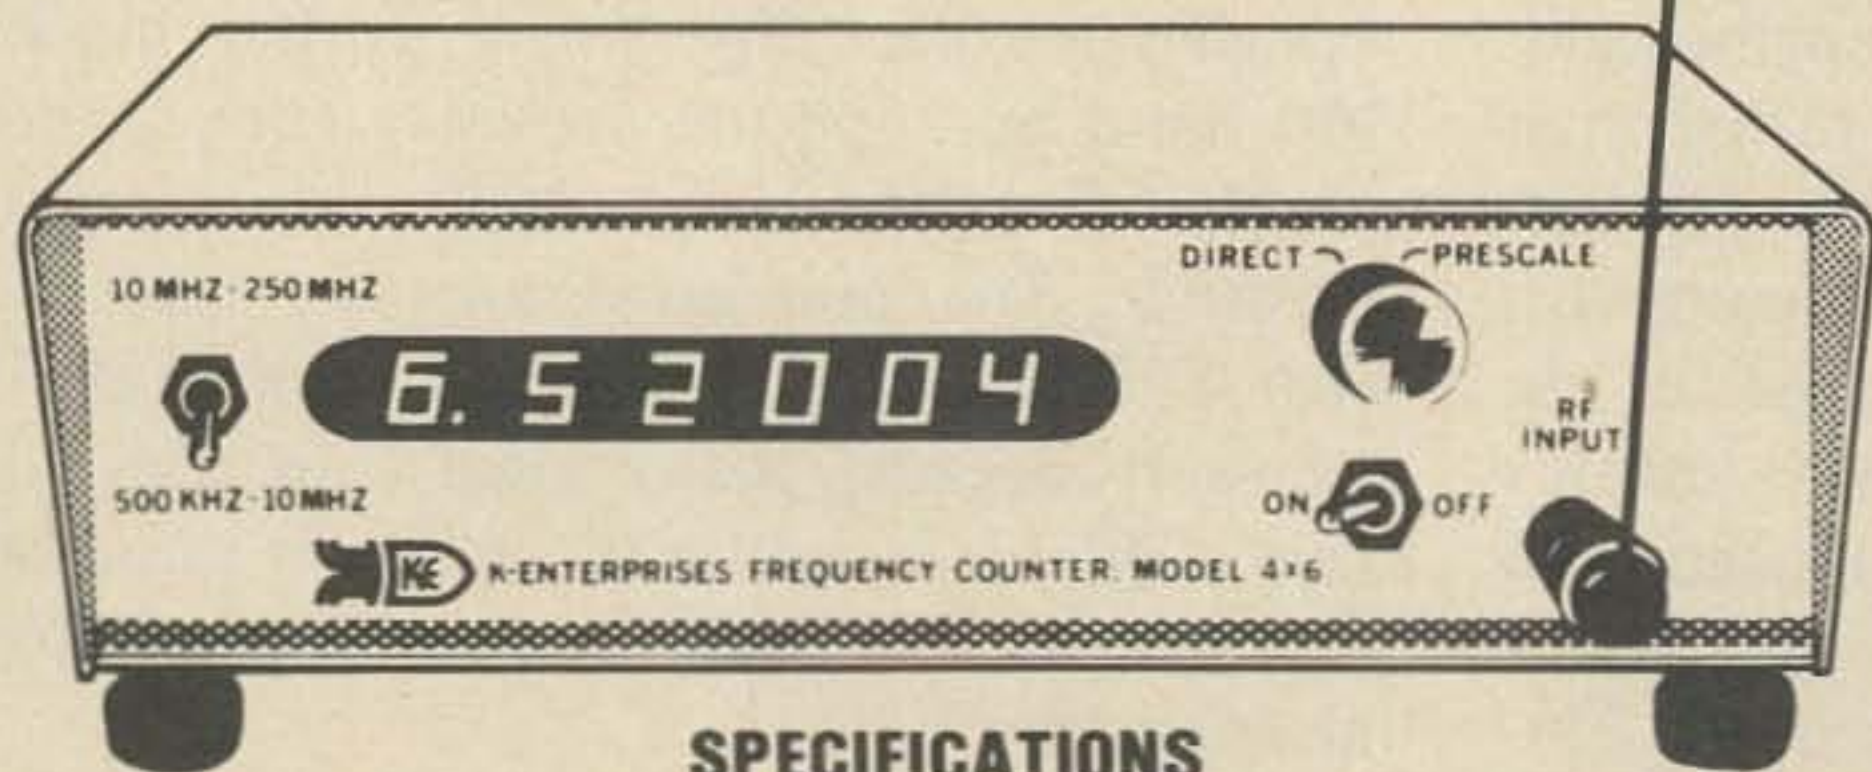 DIRECT PRESCALE
10 MHZ - 250 MHZ
6.52004
RF
INPUT
500 KHZ - 10 MHZ
ON OFF
KE K-ENTERPRISES FREQUENCY COUNTER. MODEL 4×6
SPECIFICATIONS